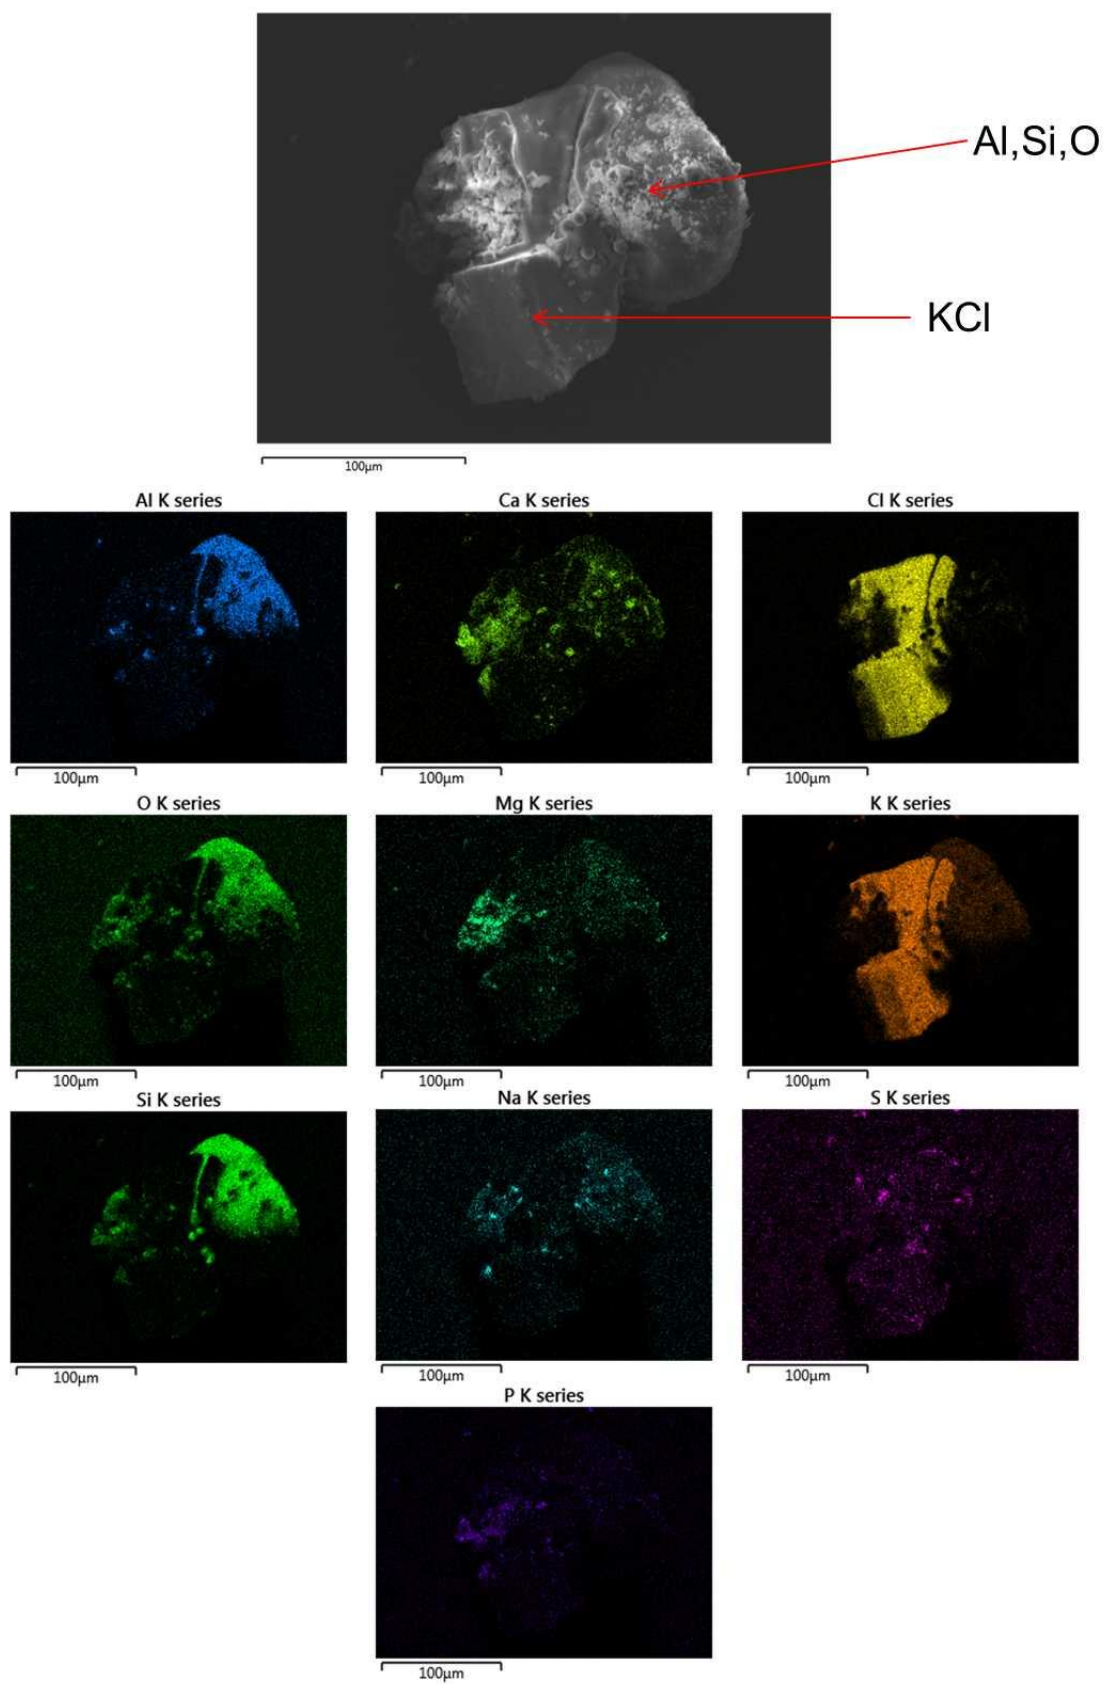 Al,Si,O
KCl
100μm
Al K series
Ca K series
Cl K series
100μm
100μm
100μm
O K series
Mg K series
K K series
100μm
100μm
100μm
Si K series
Na K series
S K series
100μm
100μm
100μm
P K series
100μm